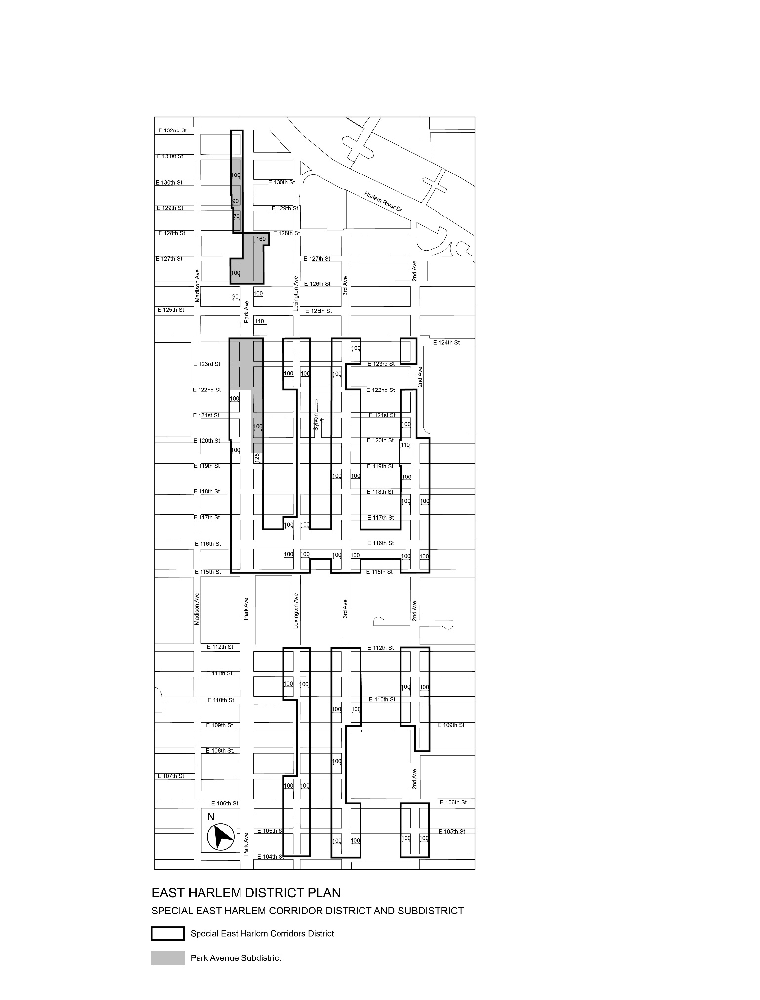 E 132nd St
E 131st St
100
E 130th St
E 130th St
Harlem River Dr
90
E 129th St
E 129th St
70
E 128th St
E 128th St
160
E 127th St
E 127th St
Madison Ave
100
Lexington Ave
3rd Ave
2nd Ave
E 126th St
90
100
Park Ave
E 125th St
E 125th St
140
E 124th St
100
E 123rd St
E 123rd St
2nd Ave
100
100
100
E 122nd St
E 122nd St
100
E 121st St
E 121st St
Sylvan
Pl
100
100
E 120th St
E 120th St.
110
100
125
E 119th St
E 119th St
100
100
100
E 118th St
E 118th St
100
100
E 117th St
E 117th St
100
100
E 116th St
E 116th St
100
100
100
100
100
100
E 115th St
E 115th St
Madison Ave
Park Ave
Lexington Ave
3rd Ave
2nd Ave
E 112th St
E 112th St
E 111th St.
100
100
100
100
E 110th St
E 110th St
100
100
E 109th St
E 109th St
E 108th St.
100
E 107th St
2nd Ave
100
100
E 106th St
E 106th St
N
E 105th S
E 105th St
Park Ave
100
100
100
100
E 104th St
EAST HARLEM DISTRICT PLAN
SPECIAL EAST HARLEM CORRIDOR DISTRICT AND SUBDISTRICT
Special East Harlem Corridors District
Park Avenue Subdistrict